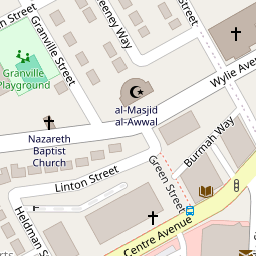 Street
Sweeney Way
Granville Street
Granville
Playground
Wylie Avenue
al-Masjid
al-Awwal
Burmah Way
Nazareth
Baptist
Church
Linton Street
Green Street
Heldman Street
Centre Avenue